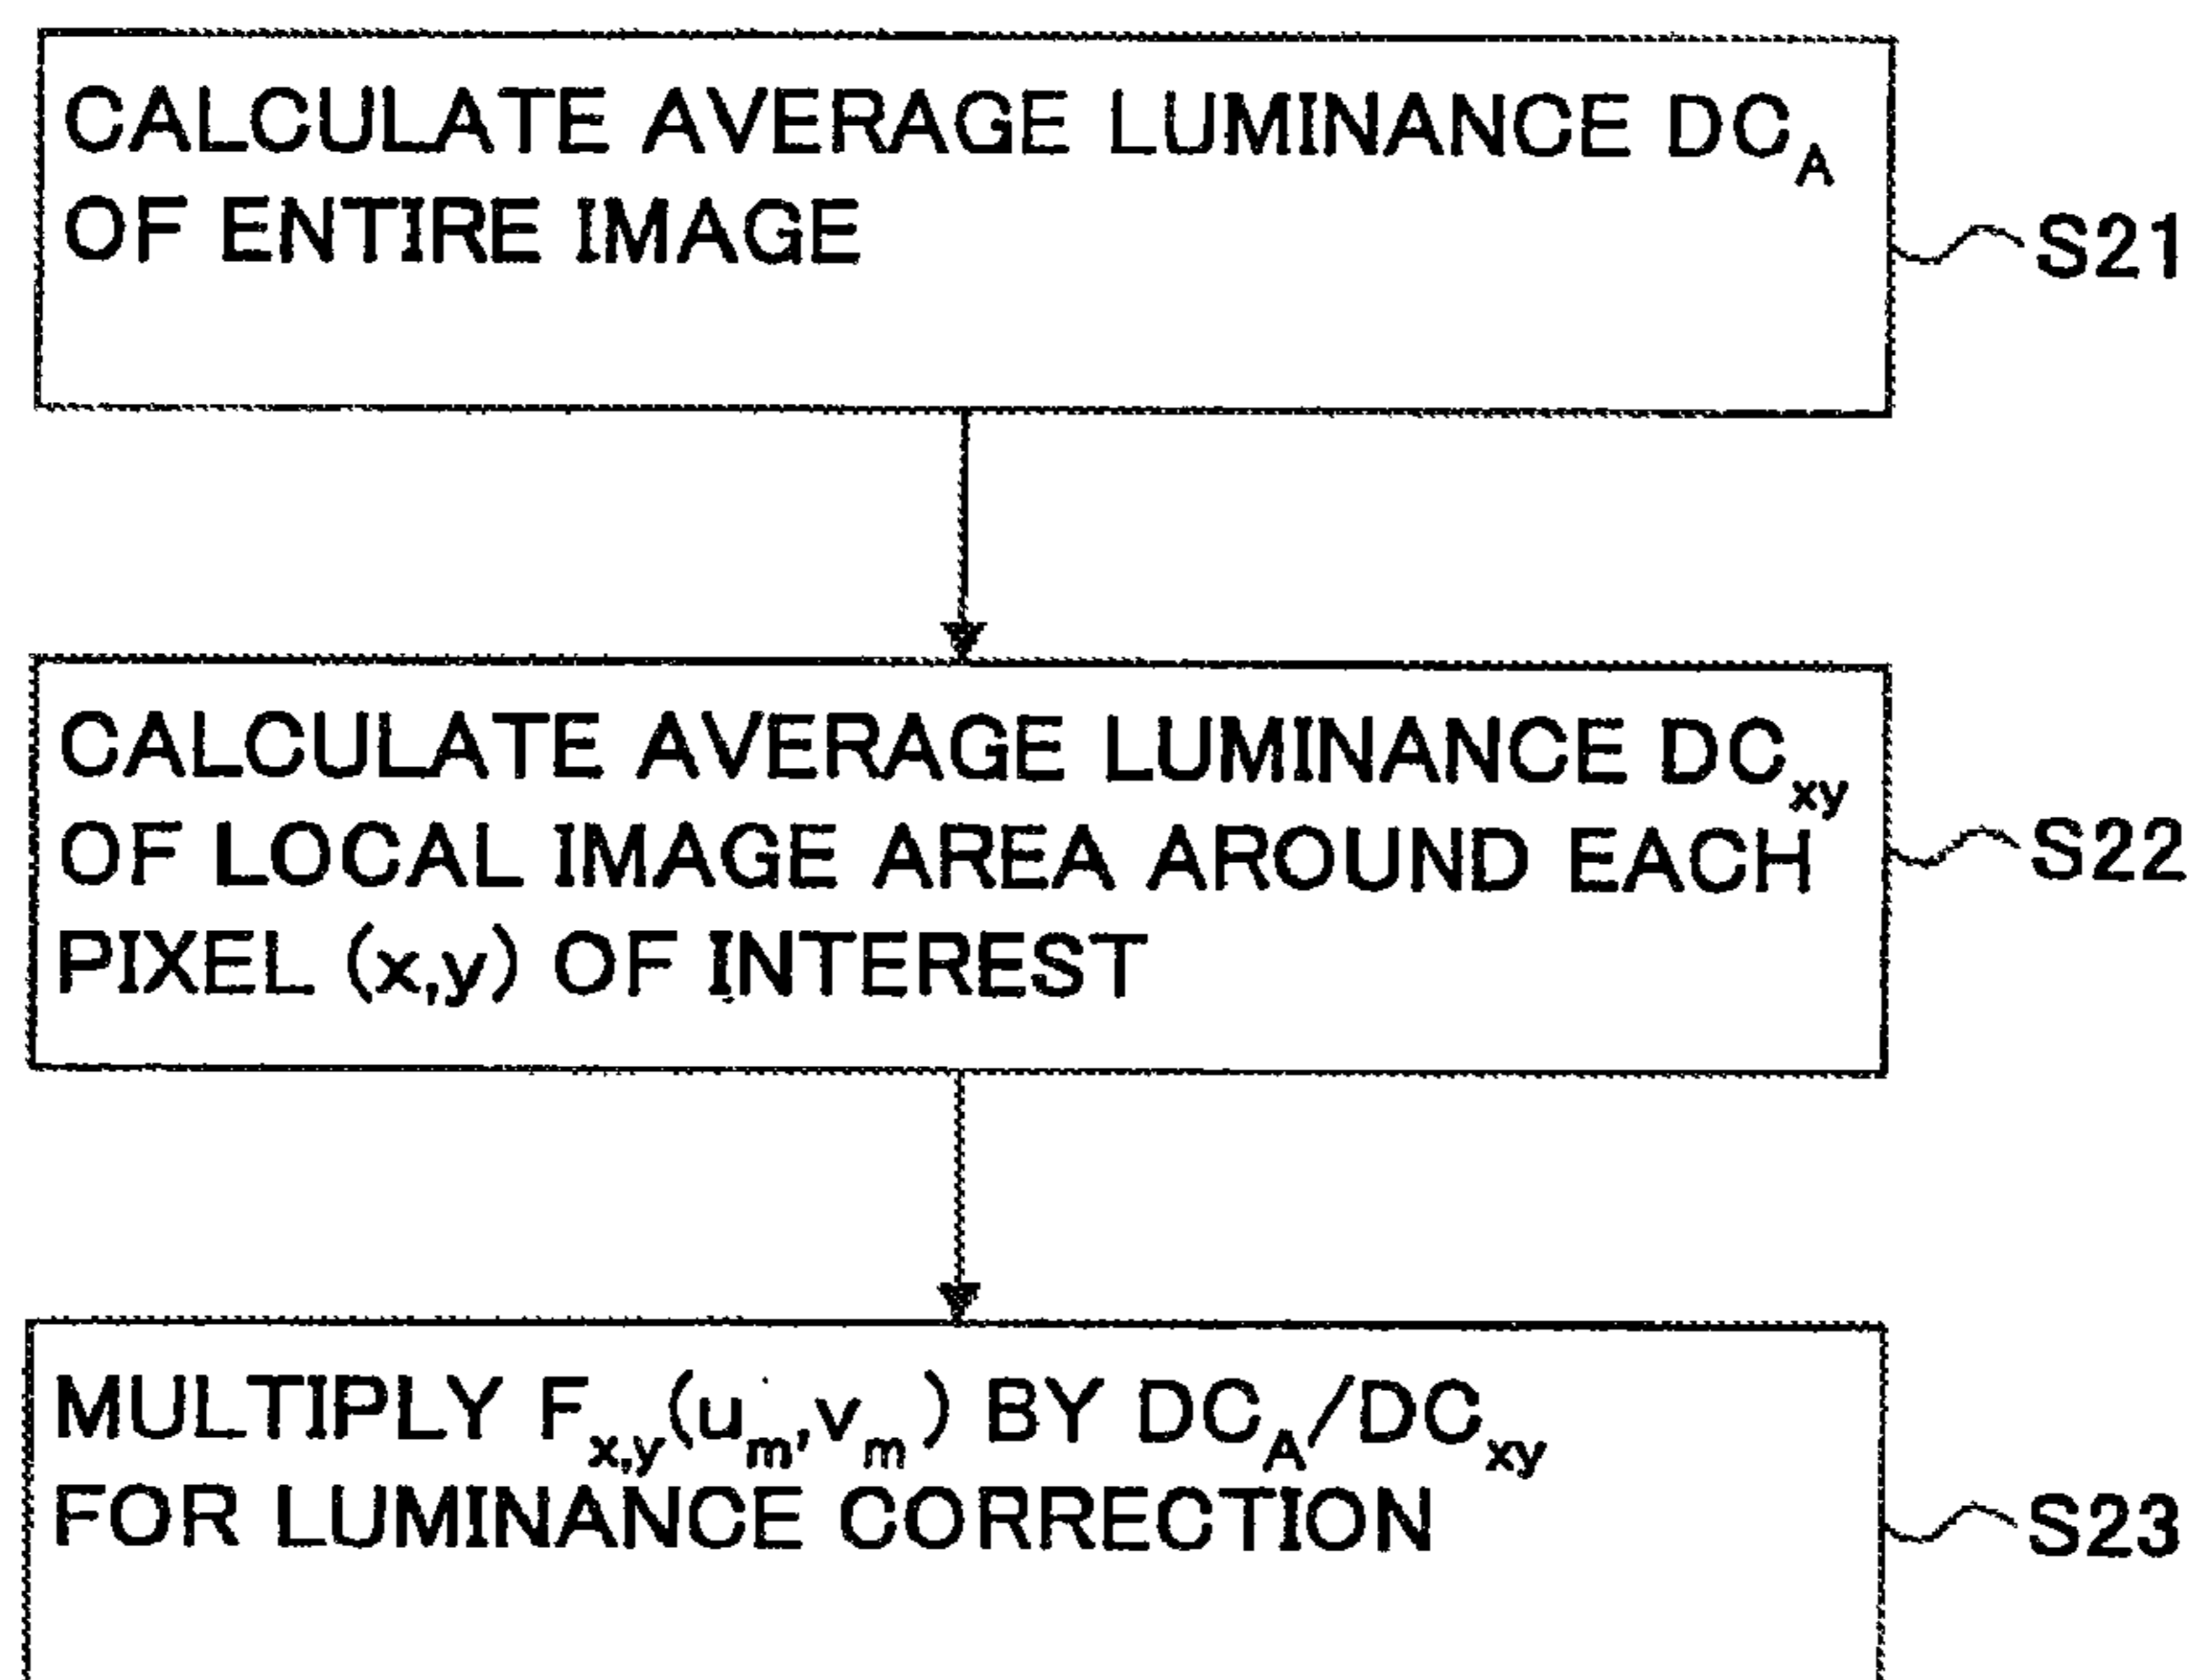 CALCULATE AVERAGE LUMINANCE DC_A
OF ENTIRE IMAGE
S21
CALCULATE AVERAGE LUMINANCE DC_xy
OF LOCAL IMAGE AREA AROUND EACH
PIXEL (x,y) OF INTEREST
S22
MULTIPLY F_x,y(u_m,v_m) BY DC_A/DC_xy
FOR LUMINANCE CORRECTION
S23